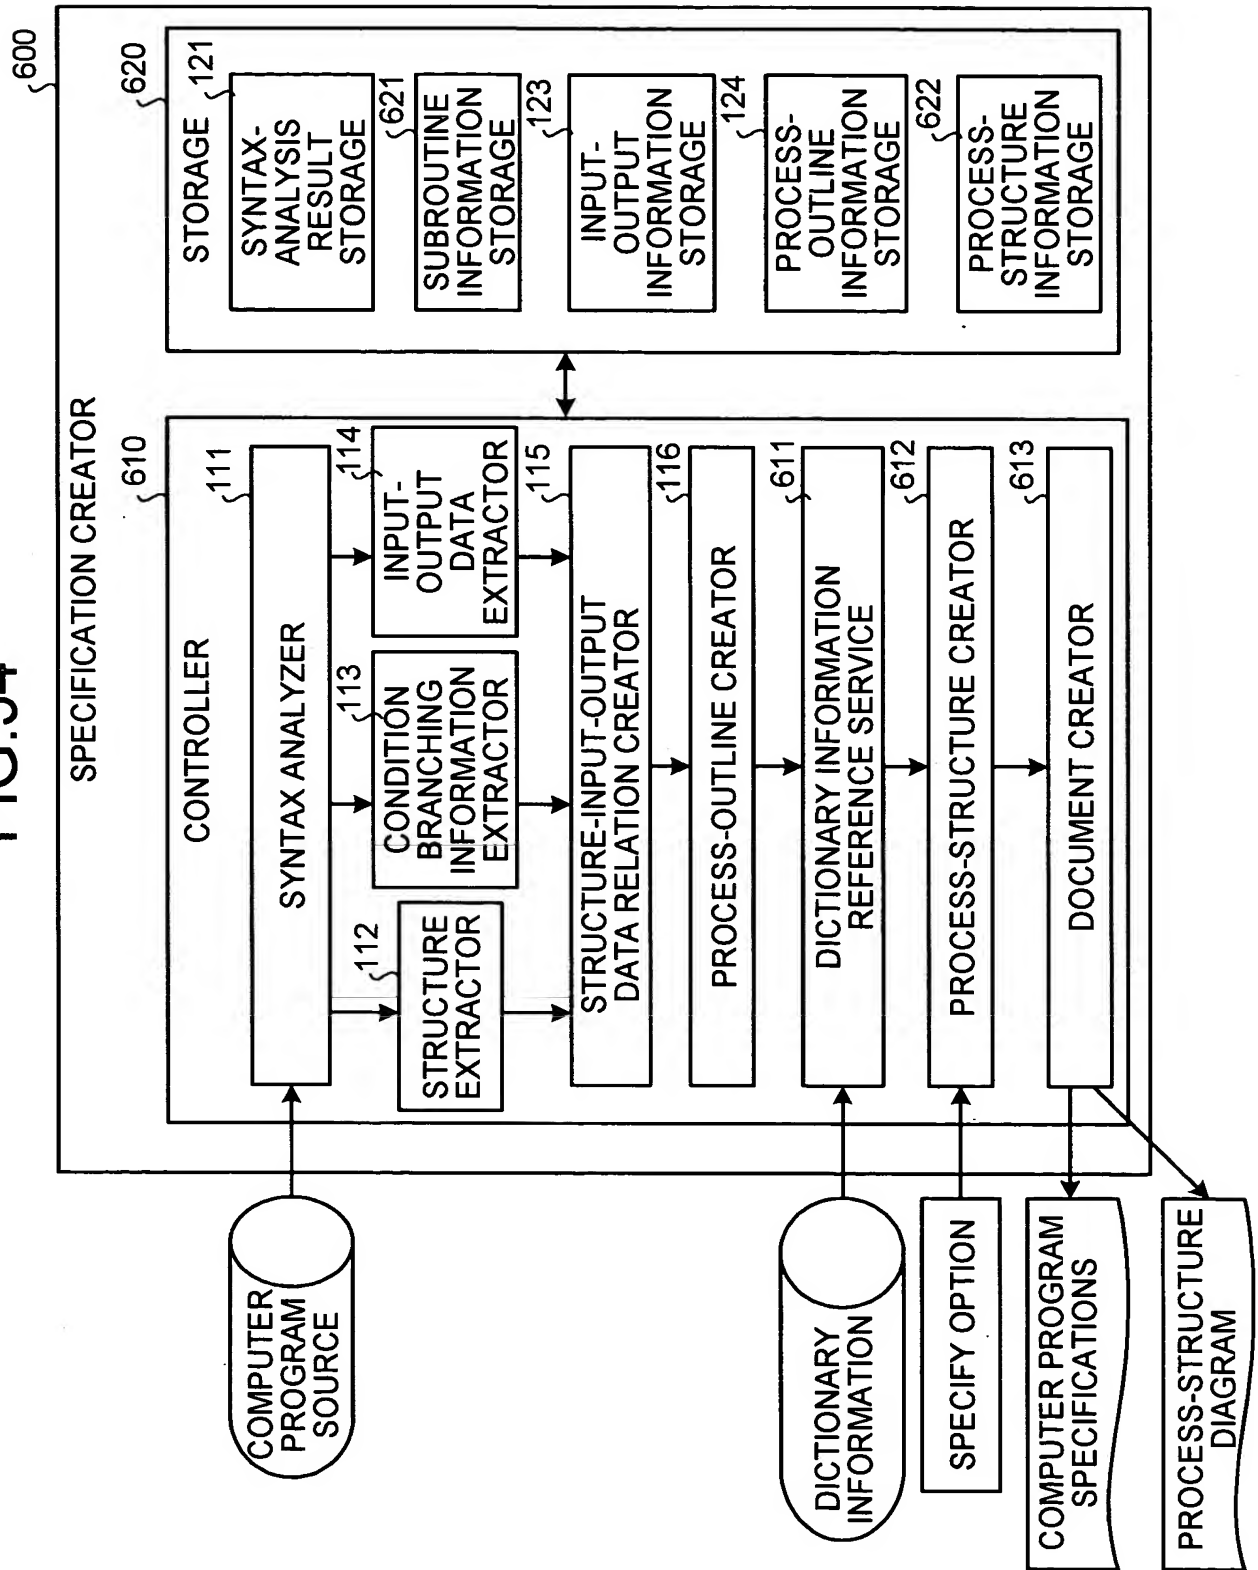 FIG.34
SPECIFICATION CREATOR
600
CONTROLLER
610
SYNTAX ANALYZER
111
STRUCTURE
EXTRACTOR
112
CONDITION
BRANCHING
INFORMATION
EXTRACTOR
113
INPUT-
OUTPUT
DATA
EXTRACTOR
114
STRUCTURE-INPUT-OUTPUT
DATA RELATION CREATOR
115
PROCESS-OUTLINE CREATOR
116
DICTIONARY INFORMATION
REFERENCE SERVICE
611
PROCESS-STRUCTURE CREATOR
612
DOCUMENT CREATOR
613
STORAGE
620
SYNTAX-
ANALYSIS
RESULT
STORAGE
121
SUBROUTINE
INFORMATION
STORAGE
621
INPUT-
OUTPUT
INFORMATION
STORAGE
123
PROCESS-
OUTLINE
INFORMATION
STORAGE
124
PROCESS-
STRUCTURE
INFORMATION
STORAGE
622
COMPUTER
PROGRAM
SOURCE
DICTIONARY
INFORMATION
SPECIFY OPTION
COMPUTER PROGRAM
SPECIFICATIONS
PROCESS-STRUCTURE
DIAGRAM